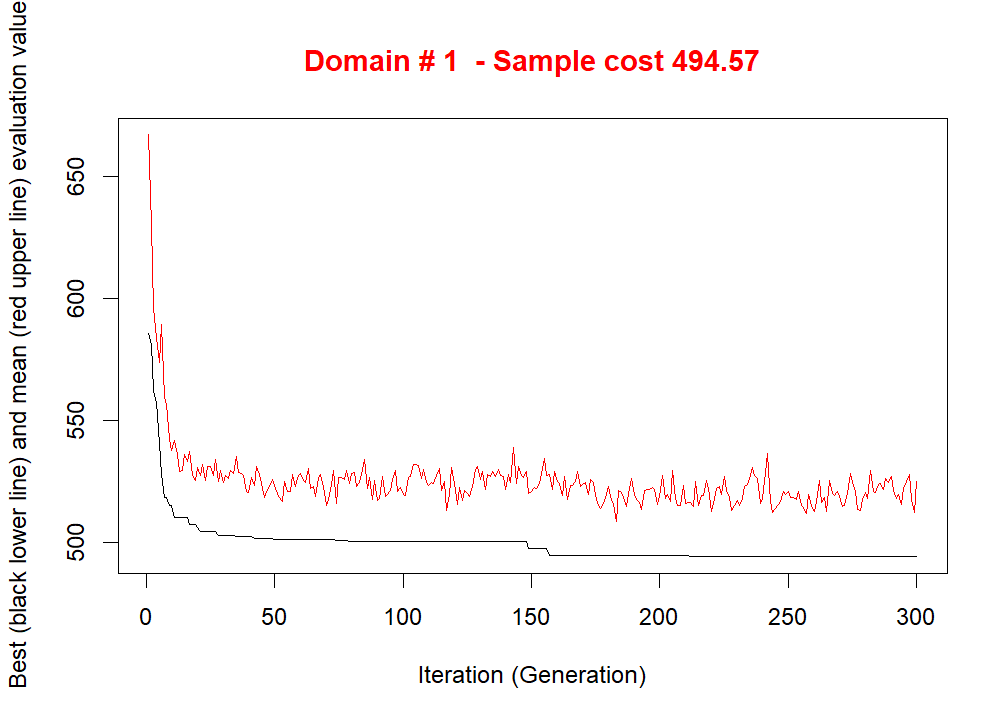 Domain # 1  - Sample cost 494.57
Best (black lower line) and mean (red upper line) evaluation value
650
600
550
500
0 50 100 150 200 250 300
Iteration (Generation)